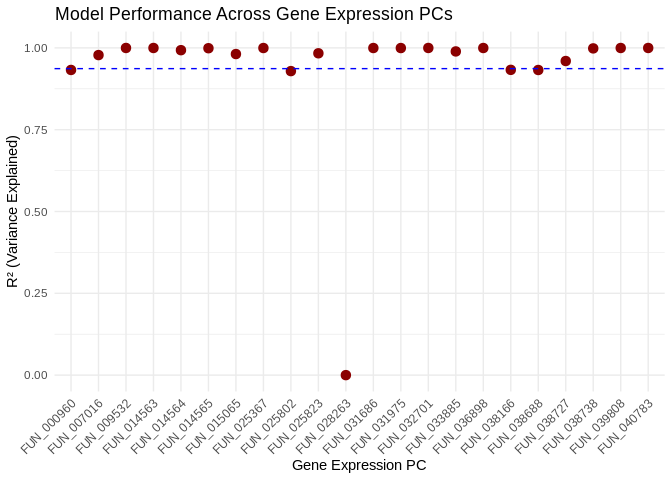 Model Performance Across Gene Expression PCs
R² (Variance Explained)
1.00
0.75
0.50
0.25
0.00
FUN_000960
FUN_007016
FUN_009532
FUN_014563
FUN_014564
FUN_014565
FUN_015065
FUN_025367
FUN_025802
FUN_025823
FUN_028263
FUN_031686
FUN_031975
FUN_032701
FUN_033885
FUN_036898
FUN_038166
FUN_038688
FUN_038727
FUN_038738
FUN_039808
FUN_040783
Gene Expression PC